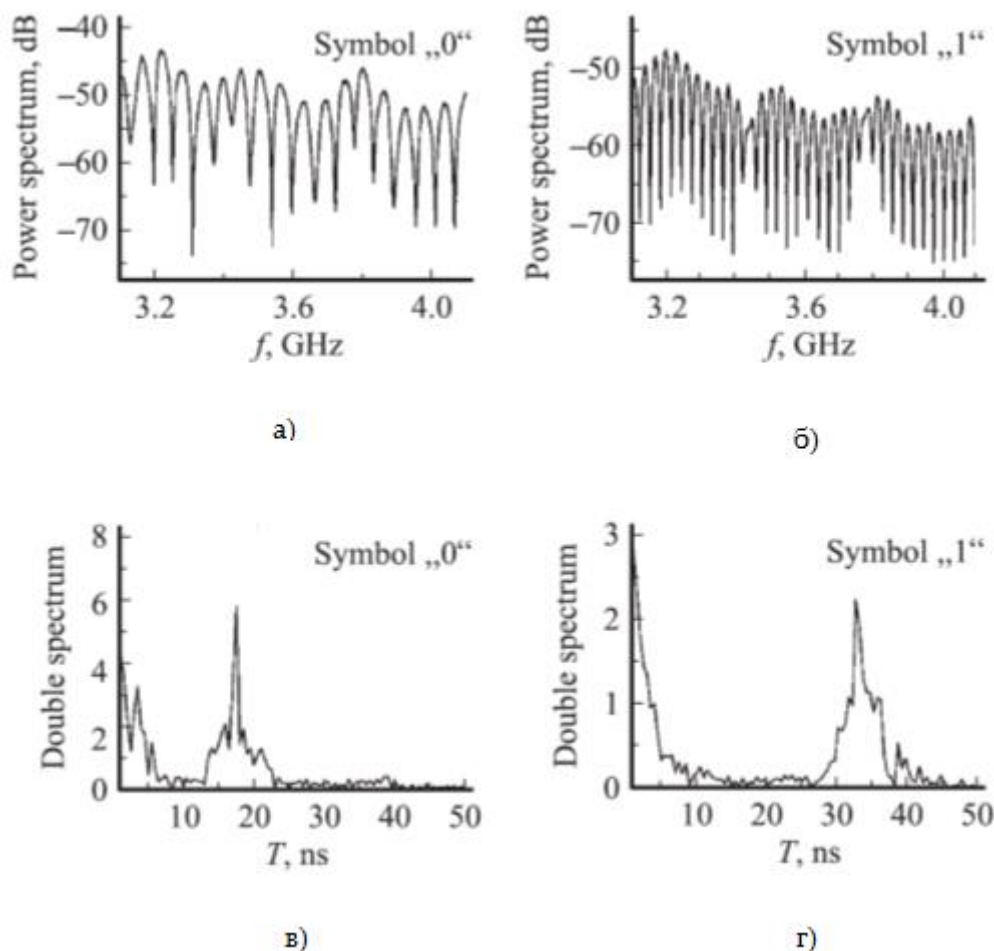 −40
−50
−60
−70
Power spectrum, dB
Symbol „0“
3.2 3.6 4.0
f, GHz
а)
−50
−60
−70
Power spectrum, dB
Symbol „1“
3.2 3.6 4.0
f, GHz
б)
8
6
4
2
0
Double spectrum
Symbol „0“
10 20 30 40 50
T, ns
в)
3
2
1
0
Double spectrum
Symbol „1“
10 20 30 40 50
T, ns
г)